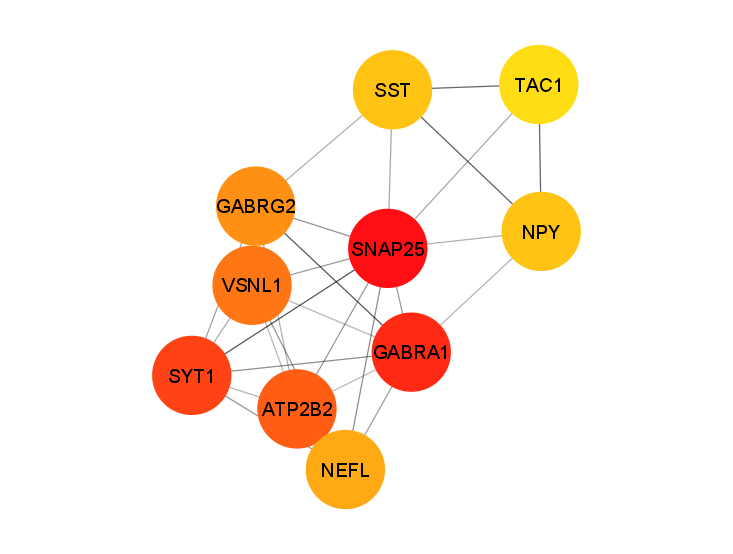 TAC1
SST
GABRG2
NPY
SNAP25
VSNL1
GABRA1
SYT1
ATP2B2
NEFL